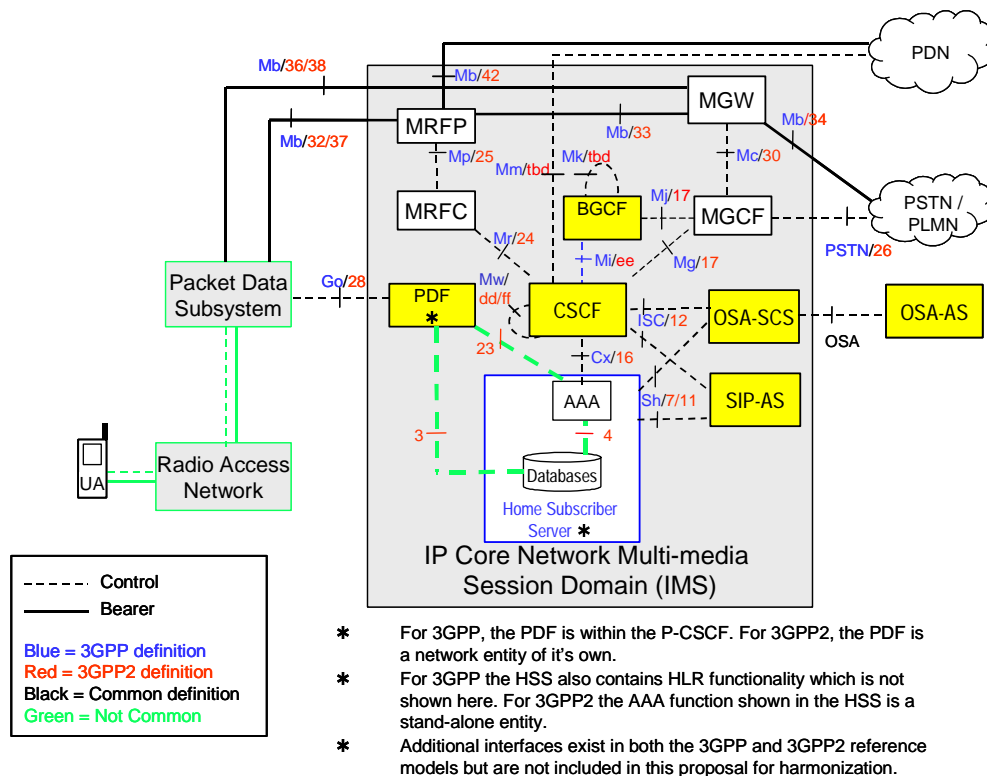 PDN
Mb/36/38
Mb/42
MGW
Mb/34
MRFP
Mb/32/37
Mb/33
Mp/25
Mk/tbd
Mm/tbd
Mc/30
MRFC
BGCF
Mj/17
MGCF
PSTN /
PLMN
Mr/24
PSTN/26
Mi/ee
Mg/17
Packet Data
Subsystem
Go/28
Mw/
dd/ff
PDF
*
CSCF
ISC/12
OSA-SCS
OSA-AS
OSA
23
Cx/16
AAA
Sh/7/11
SIP-AS
3
4
UA
Radio Access
Network
Databases
Home Subscriber
Server *
IP Core Network Multi-media
Session Domain (IMS)
Control
Bearer
Blue = 3GPP definition
Red = 3GPP2 definition
Black = Common definition
Green = Not Common
* For 3GPP, the PDF is within the P-CSCF. For 3GPP2, the PDF is
a network entity of it's own.
* For 3GPP the HSS also contains HLR functionality which is not
shown here. For 3GPP2 the AAA function shown in the HSS is a
stand-alone entity.
* Additional interfaces exist in both the 3GPP and 3GPP2 reference
models but are not included in this proposal for harmonization.